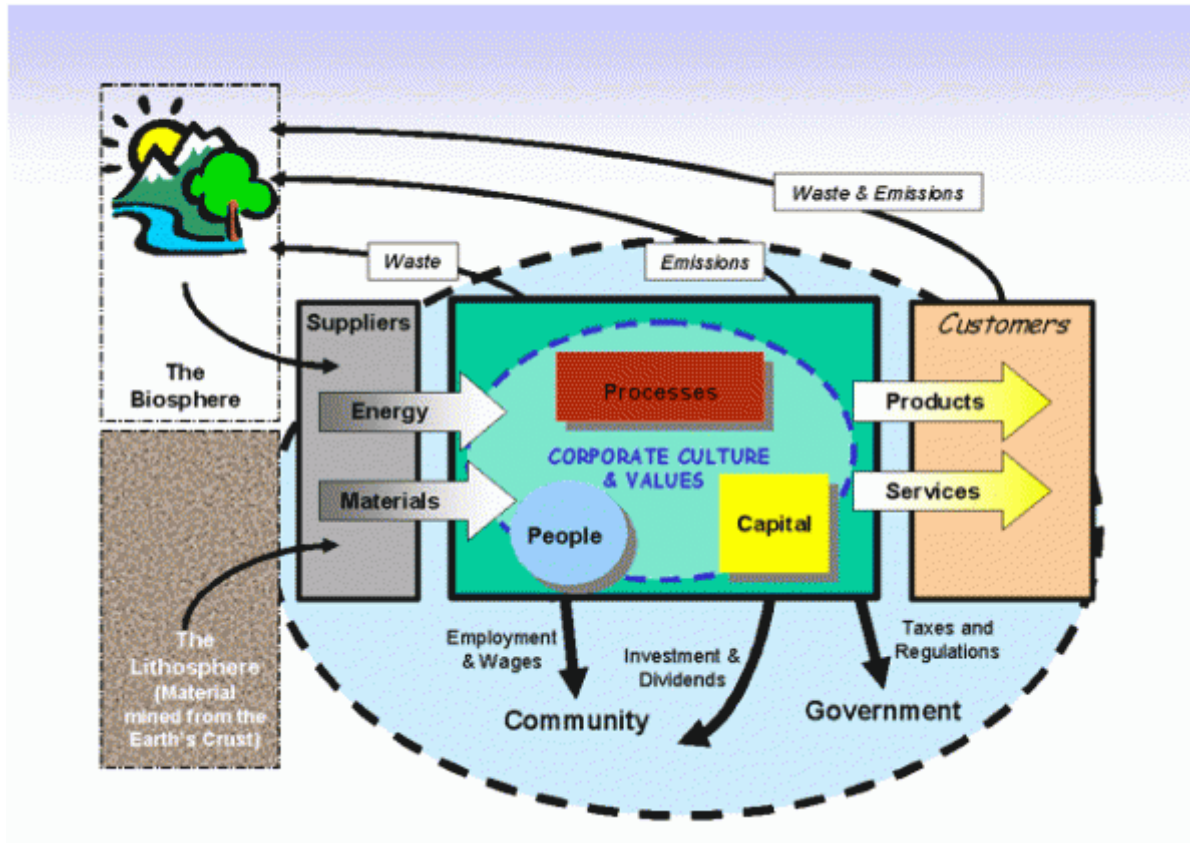 Waste & Emissions
Waste
Emissions
The
Biosphere
Suppliers
Customers
Processes
Energy
Products
CORPORATE CULTURE
& VALUES
Materials
Services
People
Capital
The
Lithosphere
(Material
mined from the
Earth's Crust)
Employment
& Wages
Investment &
Dividends
Taxes and
Regulations
Community
Government